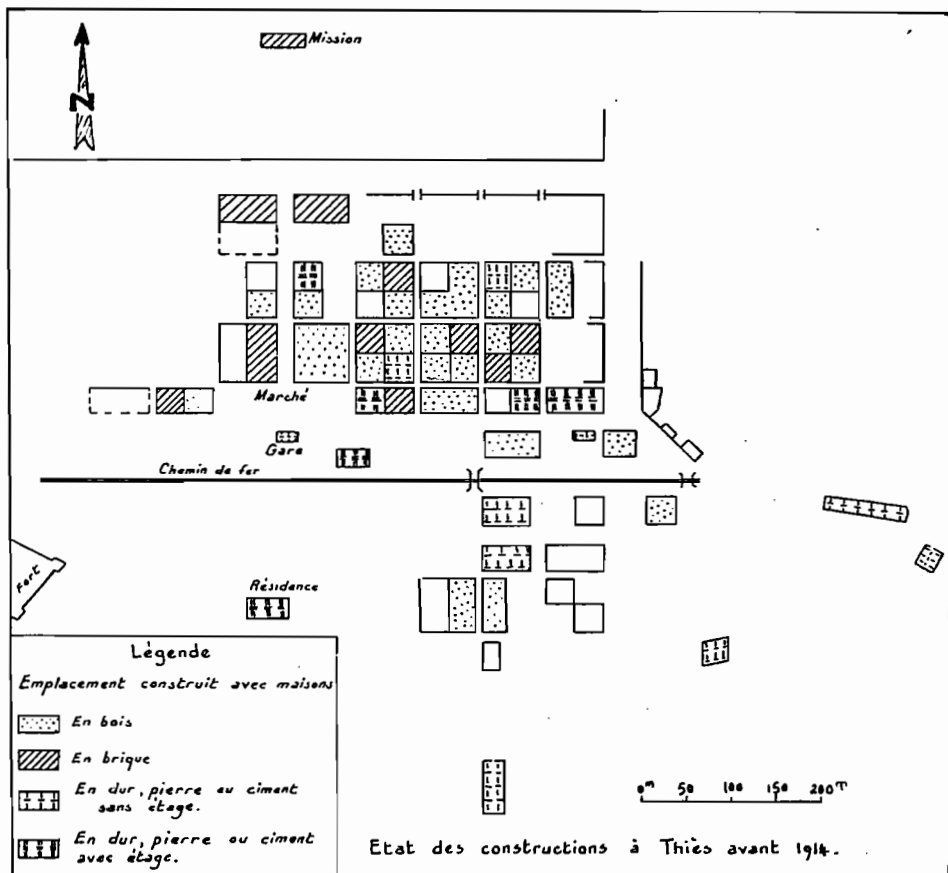 Mission
N
Marché
Gare
Chemin de fer
Fort
Résidence
Légende
Emplacement construit avec maisons
En bois
En brique
En dur, pierre ou ciment
sans étage.
En dur, pierre ou ciment
avec étage.
0m 50 100 150 200m
Etat des constructions à Thiès avant 1914.